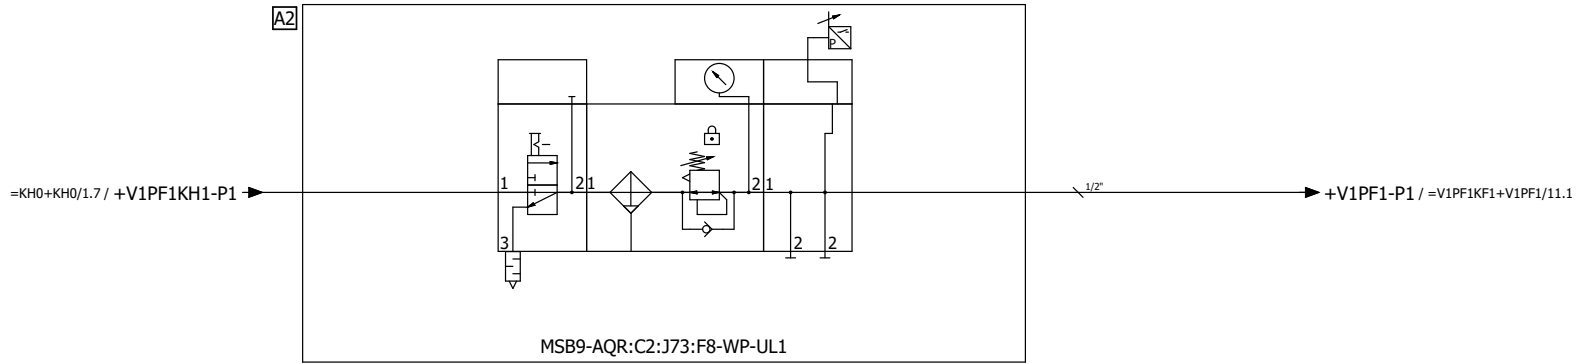 A2
P
=KH0+KH0/1.7 / +V1PF1KH1-P1
1
2 1
2 1
1/2"
+V1PF1-P1 / =V1PF1KF1+V1PF1/11.1
3
2
2
MSB9-AQR:C2:J73:F8-WP-UL1